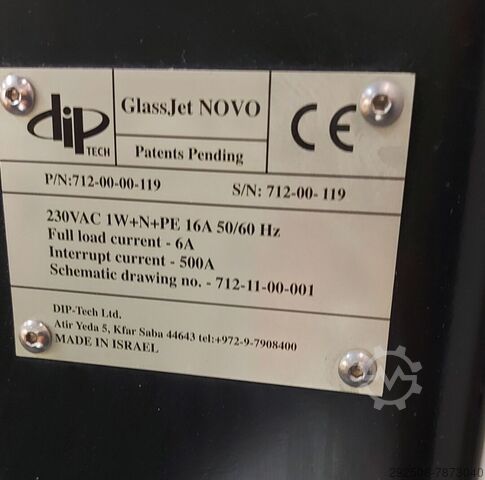 dip
TECH
GlassJet NOVO
Patents Pending
CE
P/N:712-00-00-119 S/N: 712-00- 119
230VAC 1W+N+PE 16A 50/60 Hz
Full load current - 6A
Interrupt current - 500A
Schematic drawing no. - 712-11-00-001
DIP-Tech Ltd.
Atir Yeda 5, Kfar Saba 44643 tel:+972-9-7908400
MADE IN ISRAEL
292508-7873040